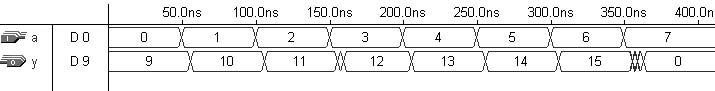 50.0ns 100.0ns 150.0ns 200.0ns 250.0ns 300.0ns 350.0ns 400.0n
a D 0 0 1 2 3 4 5 6 7
y D 9 9 10 11 12 13 14 15 0